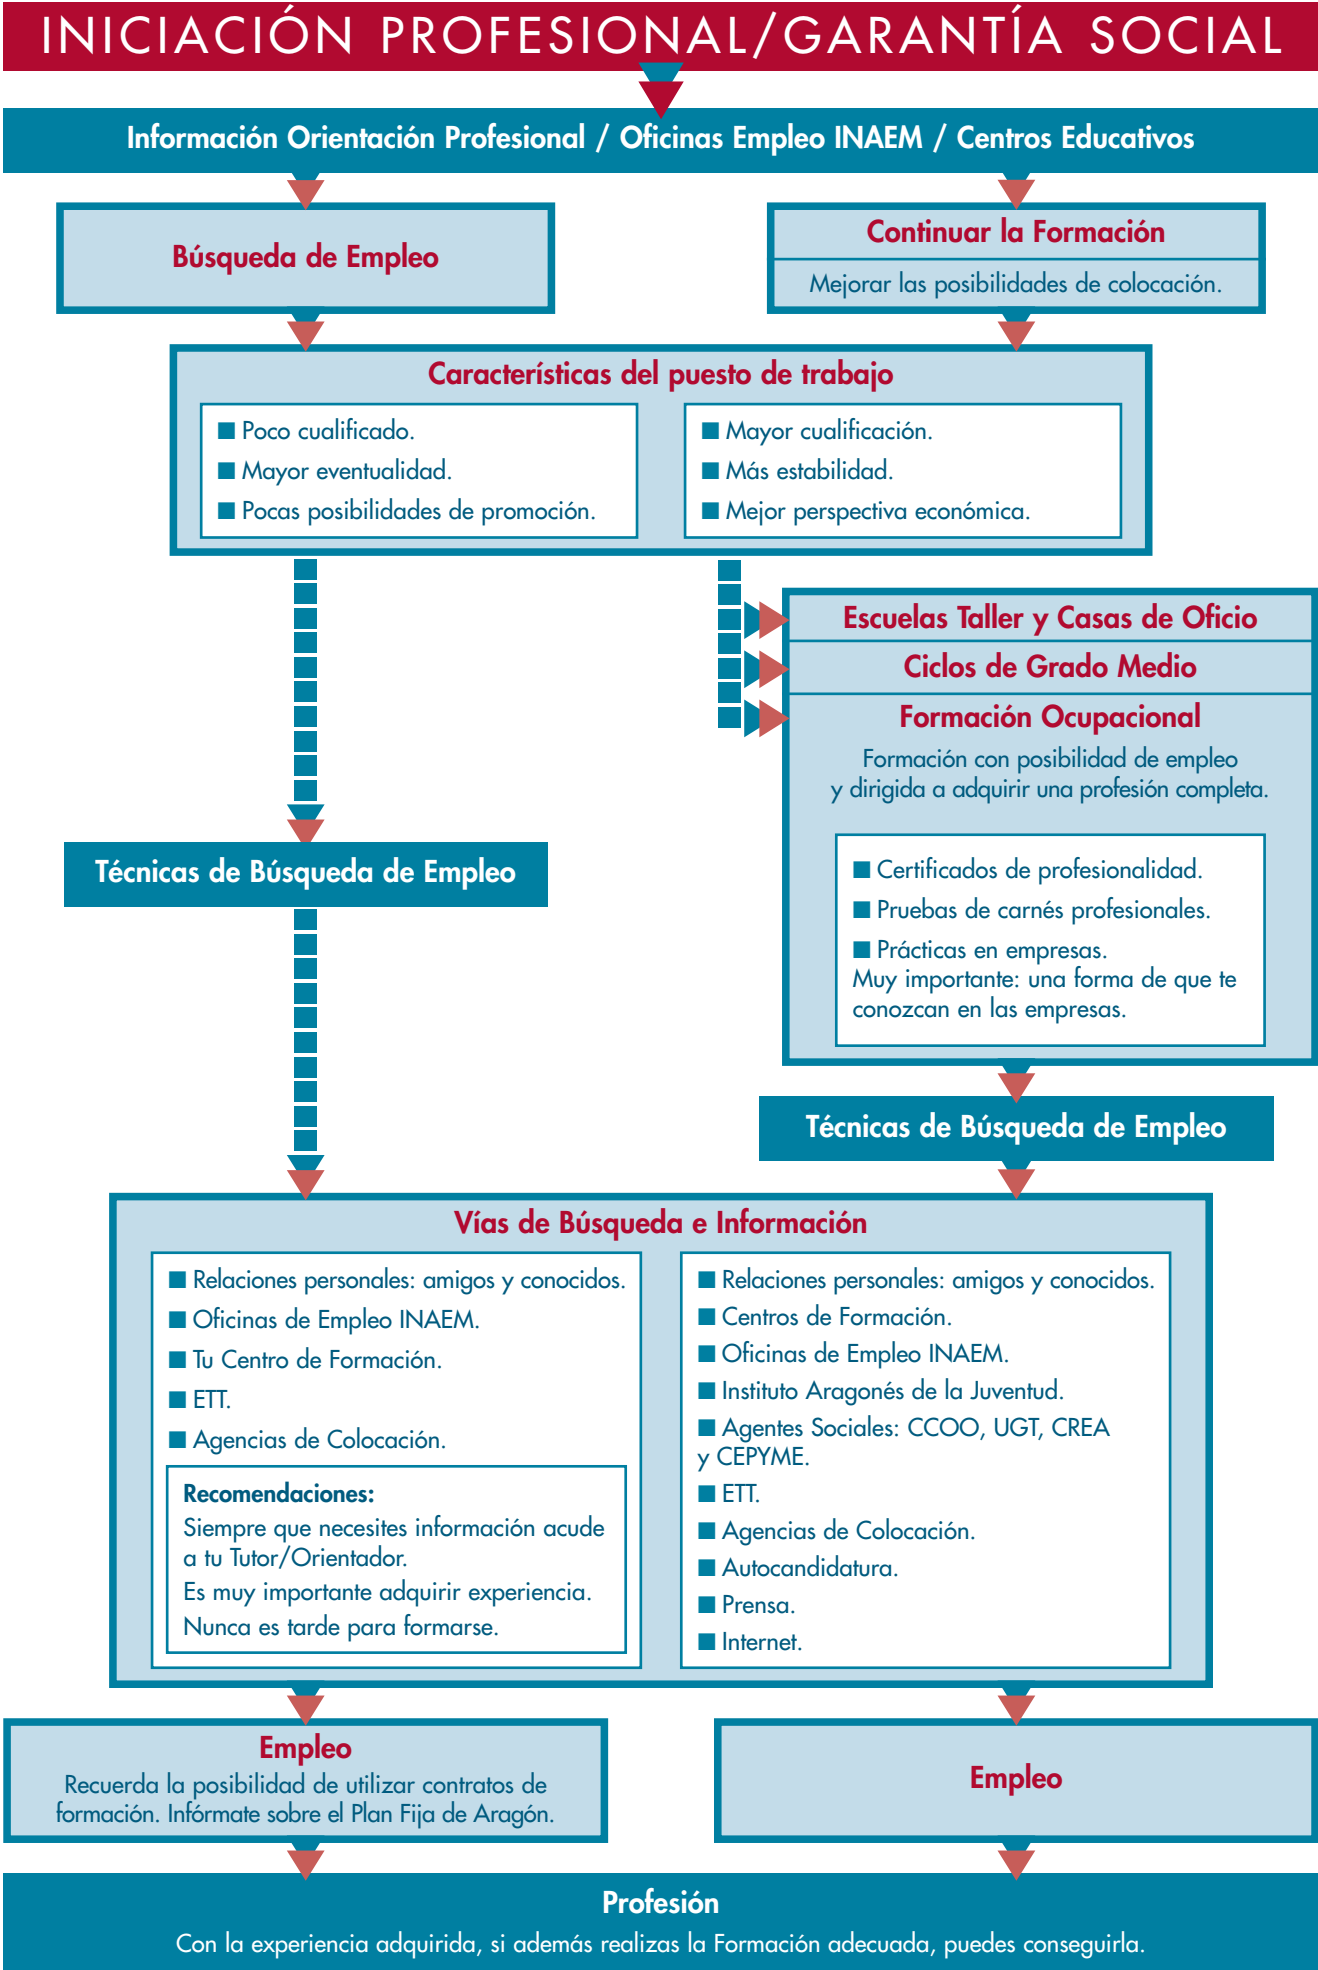 INICIACIÓN PROFESIONAL/GARANTÍA SOCIAL
Información Orientación Profesional / Oficinas Empleo INAEM / Centros Educativos
Búsqueda de Empleo
Continuar la Formación
Mejorar las posibilidades de colocación.
Características del puesto de trabajo
■ Poco cualificado.
■ Mayor eventualidad.
■ Pocas posibilidades de promoción.
■ Mayor cualificación.
■ Más estabilidad.
■ Mejor perspectiva económica.
Escuelas Taller y Casas de Oficio
Ciclos de Grado Medio
Formación Ocupacional
Formación con posibilidad de empleo
y dirigida a adquirir una profesión completa.
■ Certificados de profesionalidad.
■ Pruebas de carnés profesionales.
■ Prácticas en empresas.
Muy importante: una forma de que te
conozcan en las empresas.
Técnicas de Búsqueda de Empleo
Técnicas de Búsqueda de Empleo
Vías de Búsqueda e Información
■ Relaciones personales: amigos y conocidos.
■ Oficinas de Empleo INAEM.
■ Tu Centro de Formación.
■ ETT.
■ Agencias de Colocación.
Recomendaciones:
Siempre que necesites información acude
a tu Tutor/Orientador.
Es muy importante adquirir experiencia.
Nunca es tarde para formarse.
■ Relaciones personales: amigos y conocidos.
■ Centros de Formación.
■ Oficinas de Empleo INAEM.
■ Instituto Aragonés de la Juventud.
■ Agentes Sociales: CCOO, UGT, CREA
y CEPYME.
■ ETT.
■ Agencias de Colocación.
■ Autocandidatura.
■ Prensa.
■ Internet.
Empleo
Recuerda la posibilidad de utilizar contratos de
formación. Infórmate sobre el Plan Fija de Aragón.
Empleo
Profesión
Con la experiencia adquirida, si además realizas la Formación adecuada, puedes conseguirla.